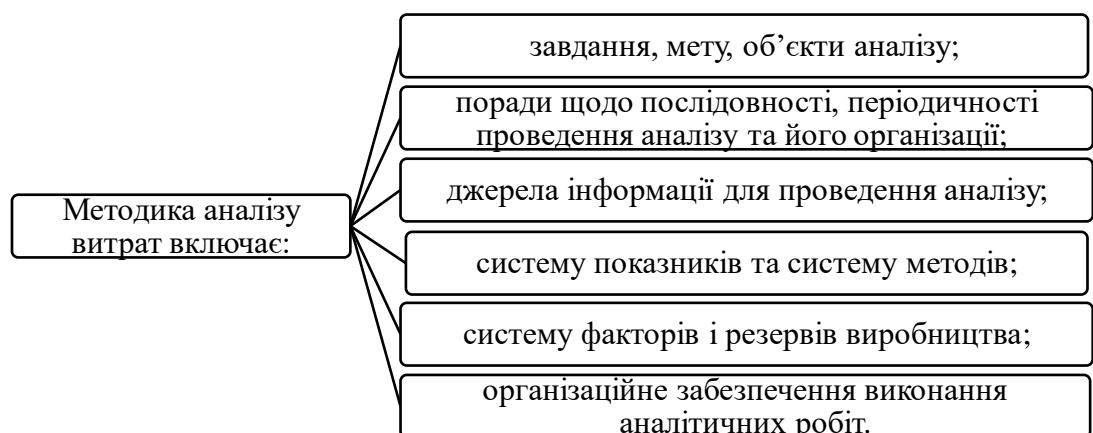 завдання, мету, об’єкти аналізу;
поради щодо послідовності, періодичності
проведення аналізу та його організації;
джерела інформації для проведення аналізу;
Методика аналізу
витрат включає:
систему показників та систему методів;
систему факторів і резервів виробництва;
організаційне забезпечення виконання
аналітичних робіт.